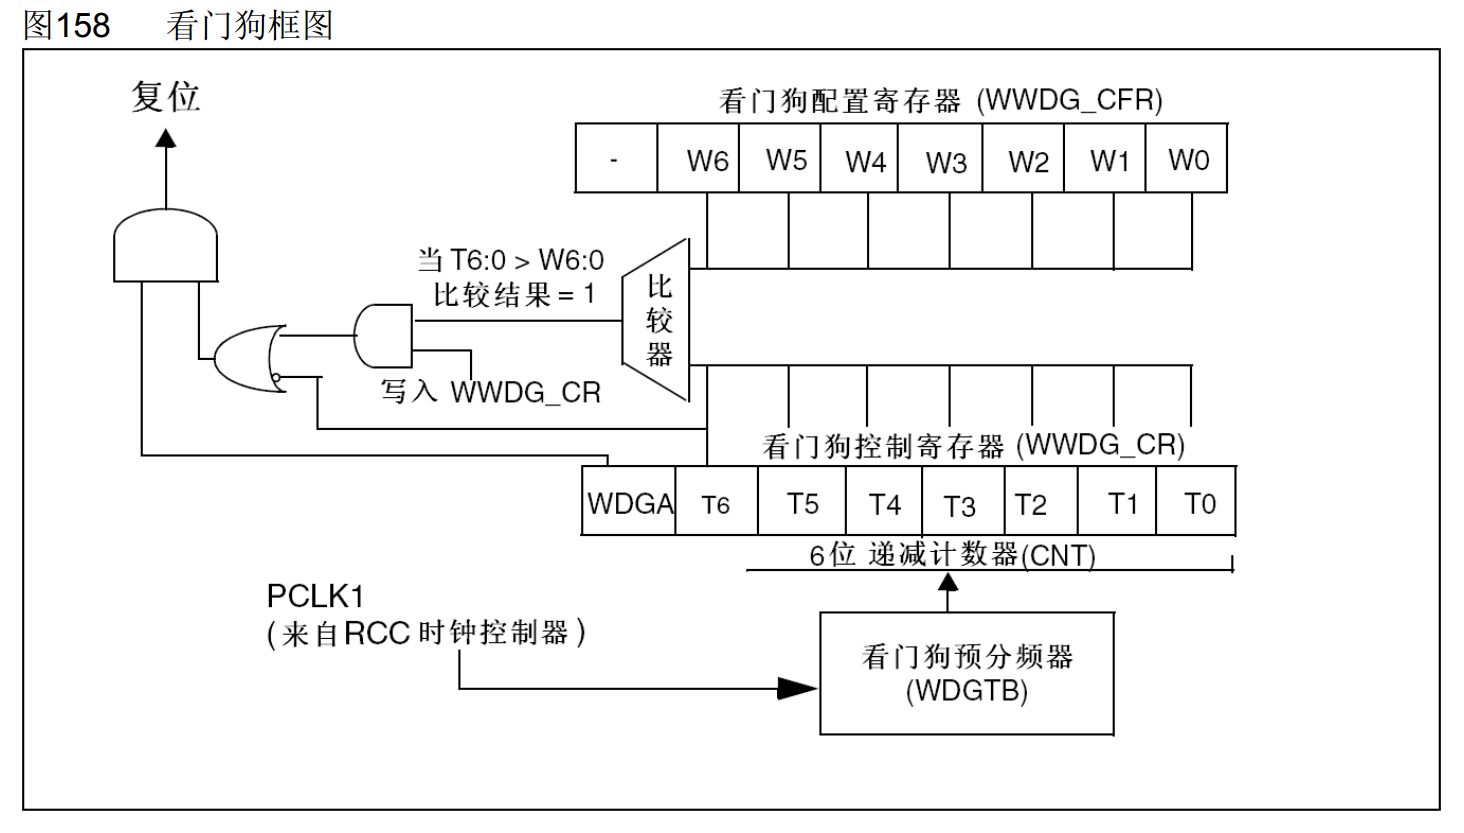 图158 看门狗框图
复位
看门狗配置寄存器 (WWDG_CFR)
- W6 W5 W4 W3 W2 W1 W0
当 T6:0 > W6:0
比较结果 = 1
比较器
写入 WWDG_CR
看门狗控制寄存器 (WWDG_CR)
WDGA T6 T5 T4 T3 T2 T1 T0
6位 递减计数器(CNT)
PCLK1
(来自RCC 时钟控制器)
看门狗预分频器
(WDGTB)